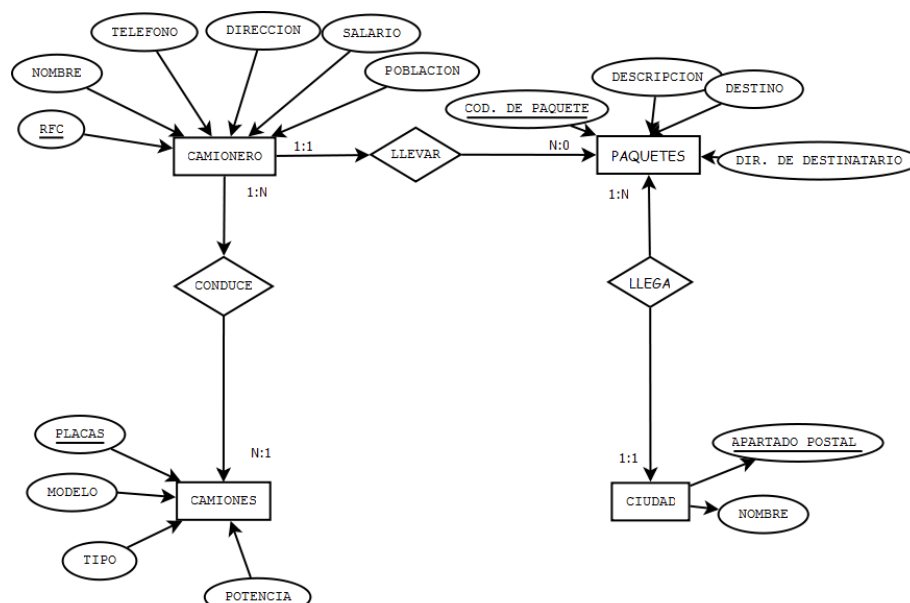 TELEFONO
DIRECCION
SALARIO
NOMBRE
POBLACION
DESCRIPCION
DESTINO
COD. DE PAQUETE
RFC
CAMIONERO
1:1
LLEVAR
N:0
PAQUETES
DIR. DE DESTINATARIO
1:N
1:N
CONDUCE
LLEGA
PLACAS
N:1
1:1
APARTADO POSTAL
MODELO
CAMIONES
CIUDAD
NOMBRE
TIPO
POTENCIA